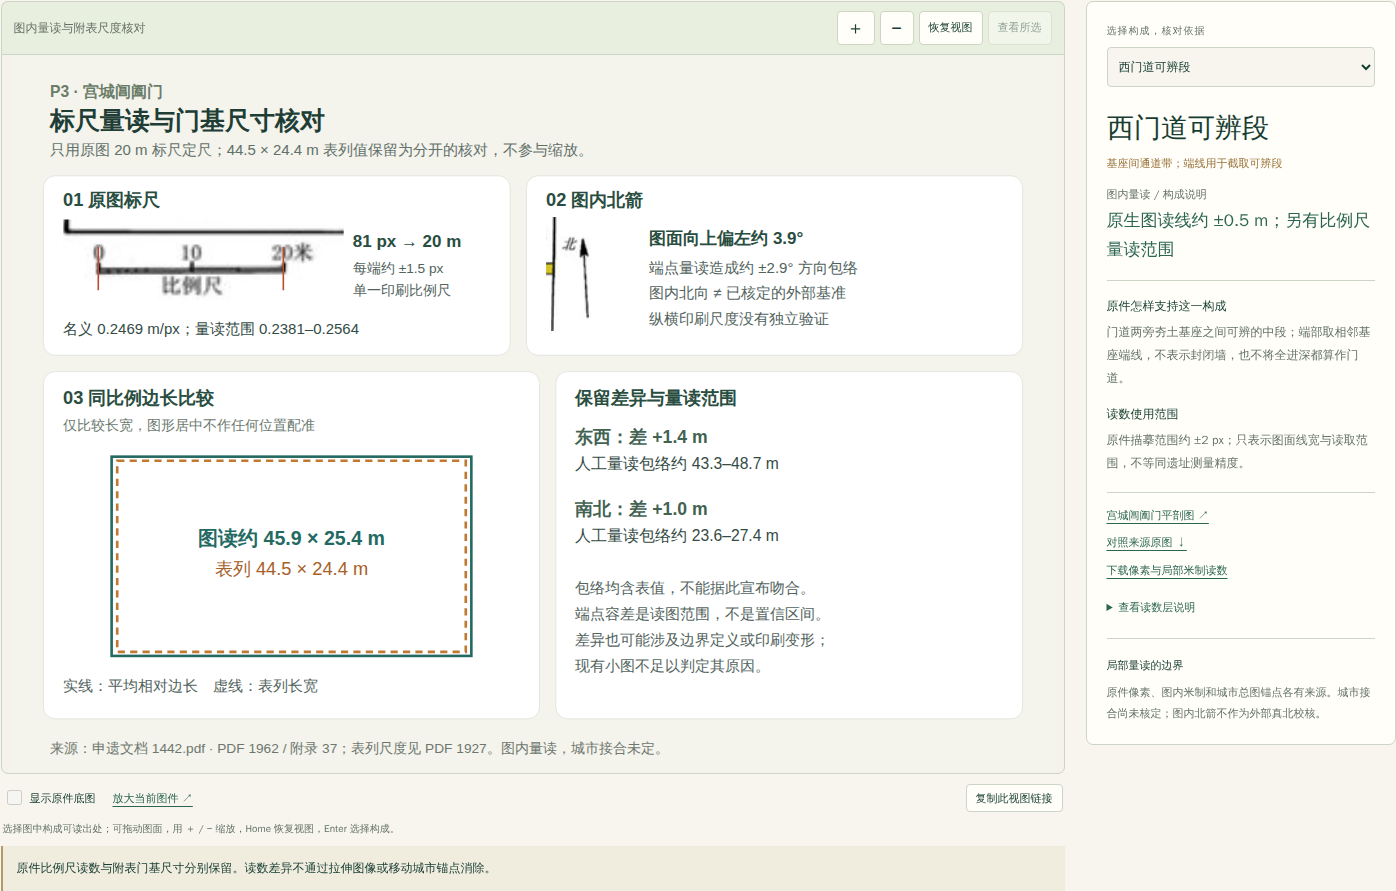 图内量读与附表尺度核对
+
−
恢复视图
查看所选
P3 · 宫城阊阖门
标尺量读与门基尺寸核对
只用原图 20 m 标尺定尺；44.5 × 24.4 m 表列值保留为分开的核对，不参与缩放。
01 原图标尺
0 10 20米
比例尺
81 px → 20 m
每端约 ±1.5 px
单一印刷比例尺
名义 0.2469 m/px；量读范围 0.2381–0.2564
02 图内北箭
北
图面向上偏左约 3.9°
端点量读造成约 ±2.9° 方向包络
图内北向 ≠ 已核定的外部基准
纵横印刷尺度没有独立验证
03 同比例边长比较
仅比较长宽，图形居中不作任何位置配准
图读约 45.9 × 25.4 m
表列 44.5 × 24.4 m
实线：平均相对边长 虚线：表列长宽
保留差异与量读范围
东西：差 +1.4 m
人工量读包络约 43.3–48.7 m
南北：差 +1.0 m
人工量读包络约 23.6–27.4 m
包络均含表值，不能据此宣布吻合。
端点容差是读图范围，不是置信区间。
差异也可能涉及边界定义或印刷变形；
现有小图不足以判定其原因。
来源：申遗文档 1442.pdf · PDF 1962 / 附录 37；表列尺度见 PDF 1927。图内量读，城市接合未定。
显示原件底图
放大当前图件 ↗
复制此视图链接
选择图中构成可读出处；可拖动图面，用 + / − 缩放，Home 恢复视图，Enter 选择构成。
原件比例尺读数与附表门基尺寸分别保留。读数差异不通过拉伸图像或移动城市锚点消除。
选择构成，核对依据
西门道可辨段
西门道可辨段
基座间通道带；端线用于截取可辨段
图内量读 / 构成说明
原生图读线约 ±0.5 m；另有比例尺
量读范围
原件怎样支持这一构成
门道两旁夯土基座之间可辨的中段；端部取相邻基
座端线，不表示封闭墙，也不将全进深都算作门
道。
读数使用范围
原件描摹范围约 ±2 px；只表示图面线宽与读取范
围，不等同遗址测量精度。
宫城阊阖门平剖图 ↗
对照来源原图 ↓
下载像素与局部米制读数
▶ 查看读数层说明
局部量读的边界
原件像素、图内米制和城市总图锚点各有来源。城市接
合尚未核定；图内北箭不作为外部真北校核。